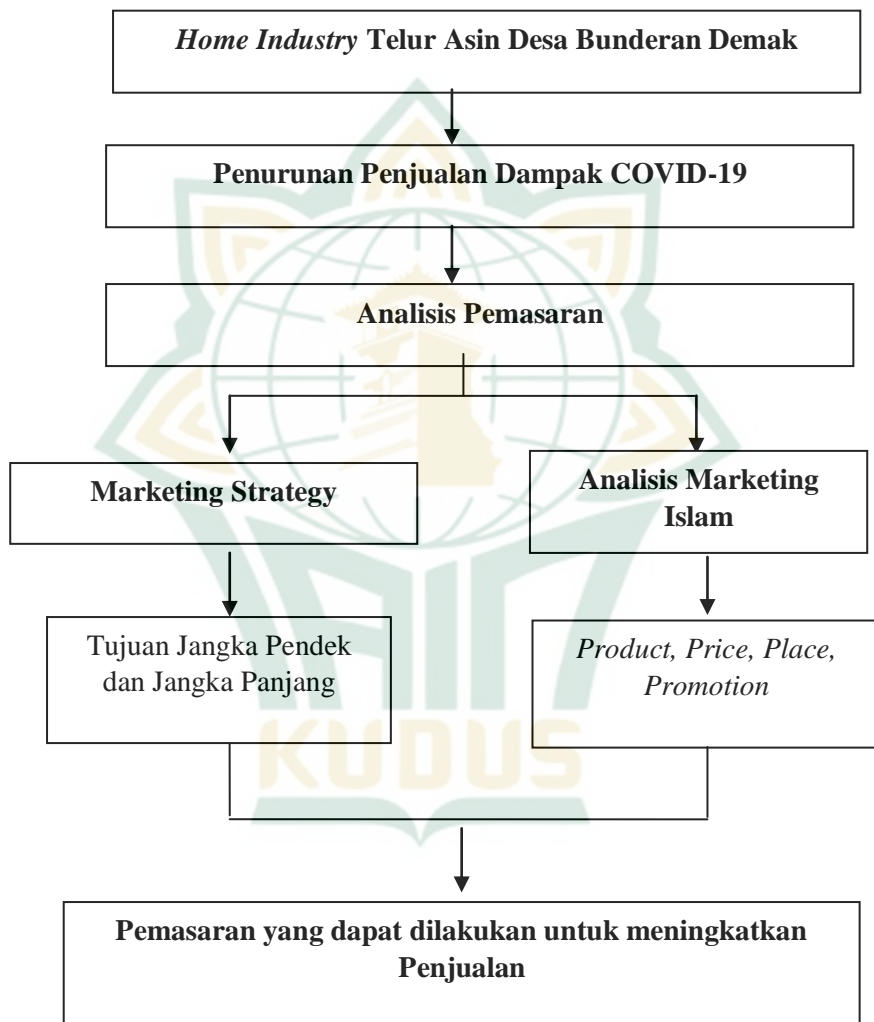 Home Industry Telur Asin Desa Bunderan Demak
Penurunan Penjualan Dampak COVID-19
Analisis Pemasaran
Marketing Strategy
Analisis Marketing
Islam
Tujuan Jangka Pendek
dan Jangka Panjang
Product, Price, Place,
Promotion
KUDUS
Pemasaran yang dapat dilakukan untuk meningkatkan
Penjualan